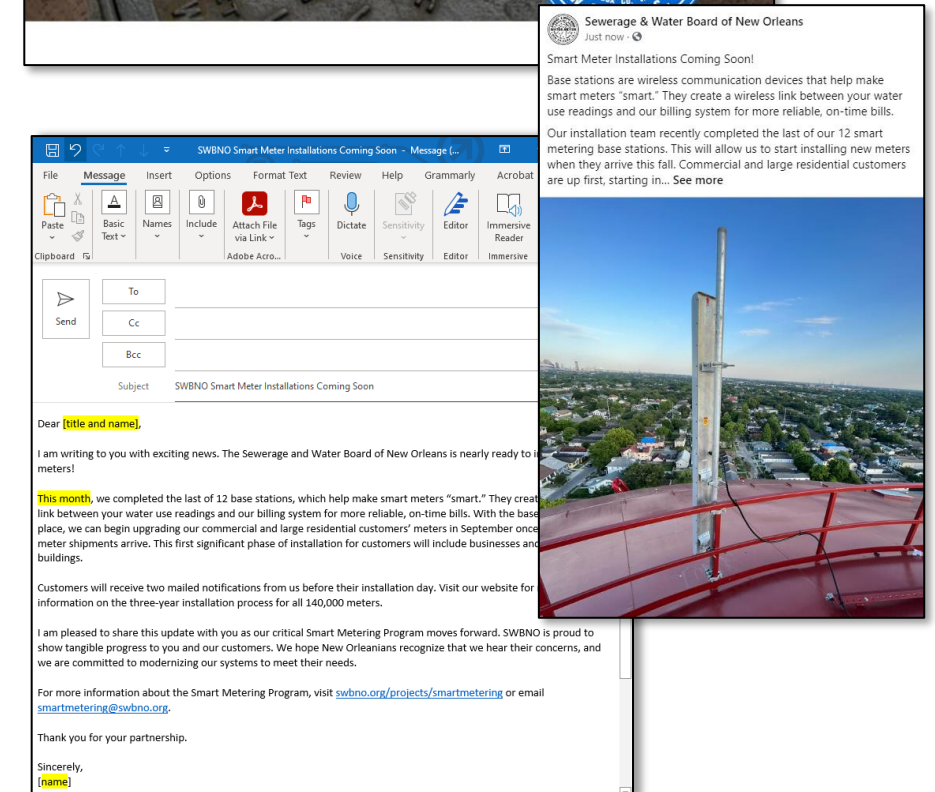 Sewerage & Water Board of New Orleans
Just now
Smart Meter Installations Coming Soon!
Base stations are wireless communication devices that help make
smart meters “smart.” They create a wireless link between your water
use readings and our billing system for more reliable, on-time bills.
Our installation team recently completed the last of our 12 smart
metering base stations. This will allow us to start installing new meters
when they arrive this fall. Commercial and large residential customers
are up first, starting in... See more
SWBNO Smart Meter Installations Coming Soon - Message (...
File Message Insert Options Format Text Review Help Grammarly Acrobat
Paste Basic Text Names Include Attach File via Link Tags Dictate Sensitivity Editor Immersive Reader
Clipboard Adobe Acro... Voice Sensitivity Editor Immersive
Send
To
Cc
Bcc
Subject SWBNO Smart Meter Installations Coming Soon
Dear [title and name],
I am writing to you with exciting news. The Sewerage and Water Board of New Orleans is nearly ready to
meters!
This month, we completed the last of 12 base stations, which help make smart meters “smart.” They
link between your water use readings and our billing system for more reliable, on-time bills. With the base
place, we can begin upgrading our commercial and large residential customers’ meters in September once
meter shipments arrive. This first significant phase of installation for customers will include businesses and
buildings.
Customers will receive two mailed notifications from us before their installation day. Visit our website for
information on the three-year installation process for all 140,000 meters.
I am pleased to share this update with you as our critical Smart Metering Program moves forward. SWBNO is proud to
show tangible progress to you and our customers. We hope New Orleanians recognize that we hear their concerns, and
we are committed to modernizing our systems to meet their needs.
For more information about the Smart Metering Program, visit swbno.org/projects/smartmetering or email
smartmetering@swbno.org.
Thank you for your partnership.
Sincerely,
[name]